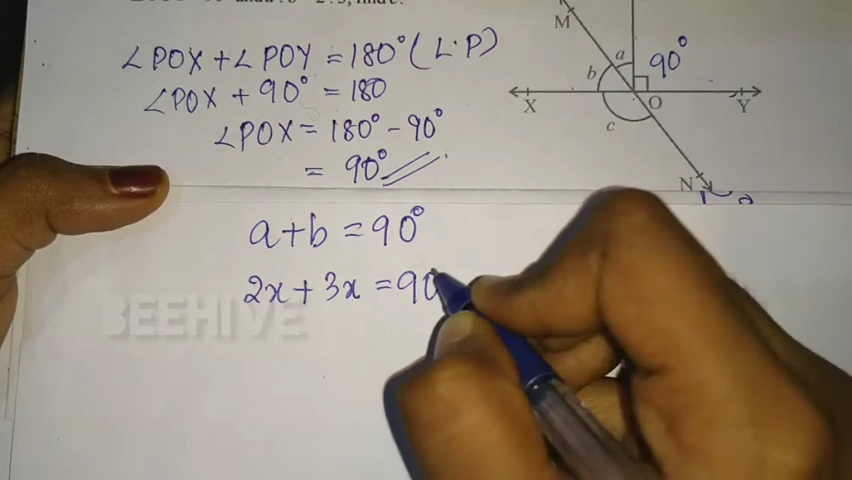 ∠POX + ∠POY = 180° (L.P)
∠POX + 90° = 180
∠POX = 180° - 90°
= 90°
a+b = 90°
2x + 3x = 90
M
a
90°
b
X
O
Y
c
N
BEEHIVE